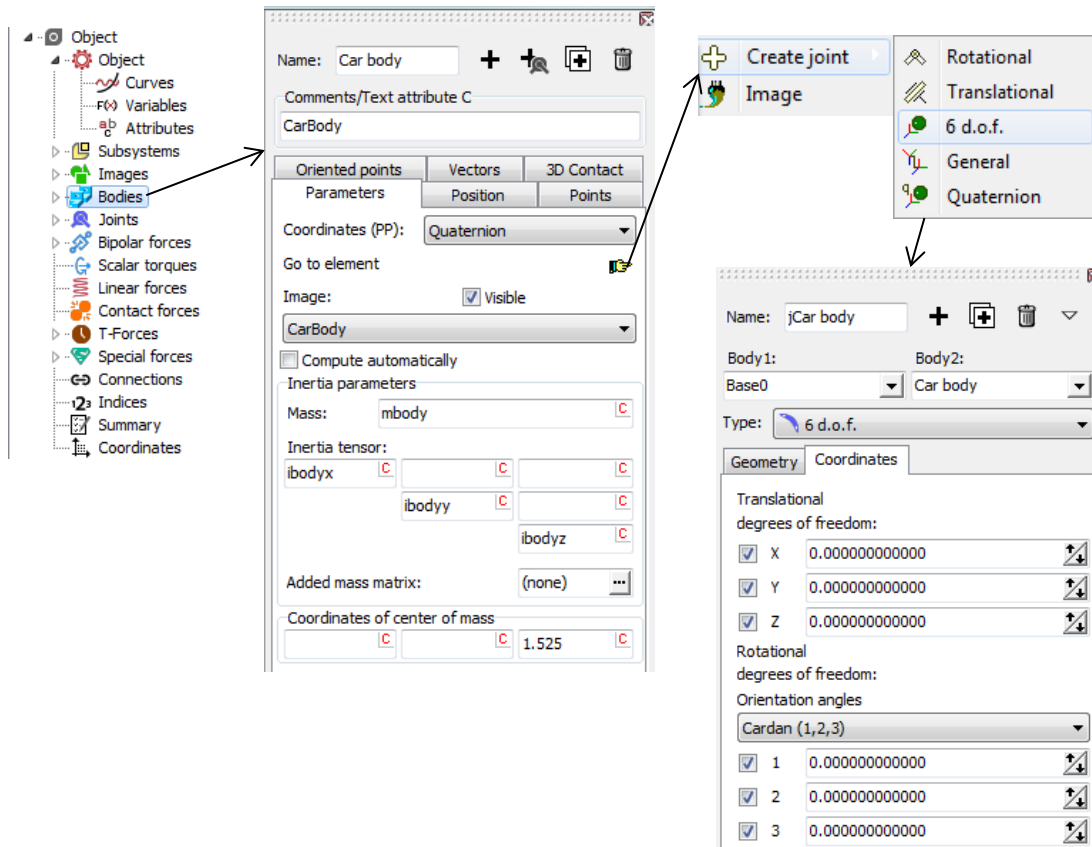 Object
Object
Curves
F(x) Variables
ab c Attributes
Subsystems
Images
Bodies
Joints
Bipolar forces
Scalar torques
Linear forces
Contact forces
T-Forces
Special forces
Connections
123 Indices
Summary
Coordinates
Name: Car body
Comments/Text attribute C
CarBody
Oriented points Vectors 3D Contact
Parameters Position Points
Coordinates (PP): Quaternion
Go to element
Image: Visible
CarBody
Compute automatically
Inertia parameters
Mass: mbody C
Inertia tensor:
ibodyx C C C
ibodyy C C
ibodyz C
Added mass matrix: (none) ...
Coordinates of center of mass
C C 1.525 C
Create joint
Image
Rotational
Translational
6 d.o.f.
General
q Quaternion
Name: jCar body
Body1: Body2:
Base0 Car body
Type: 6 d.o.f.
Geometry Coordinates
Translational
degrees of freedom:
X 0.000000000000
Y 0.000000000000
Z 0.000000000000
Rotational
degrees of freedom:
Orientation angles
Cardan (1,2,3)
1 0.000000000000
2 0.000000000000
3 0.000000000000